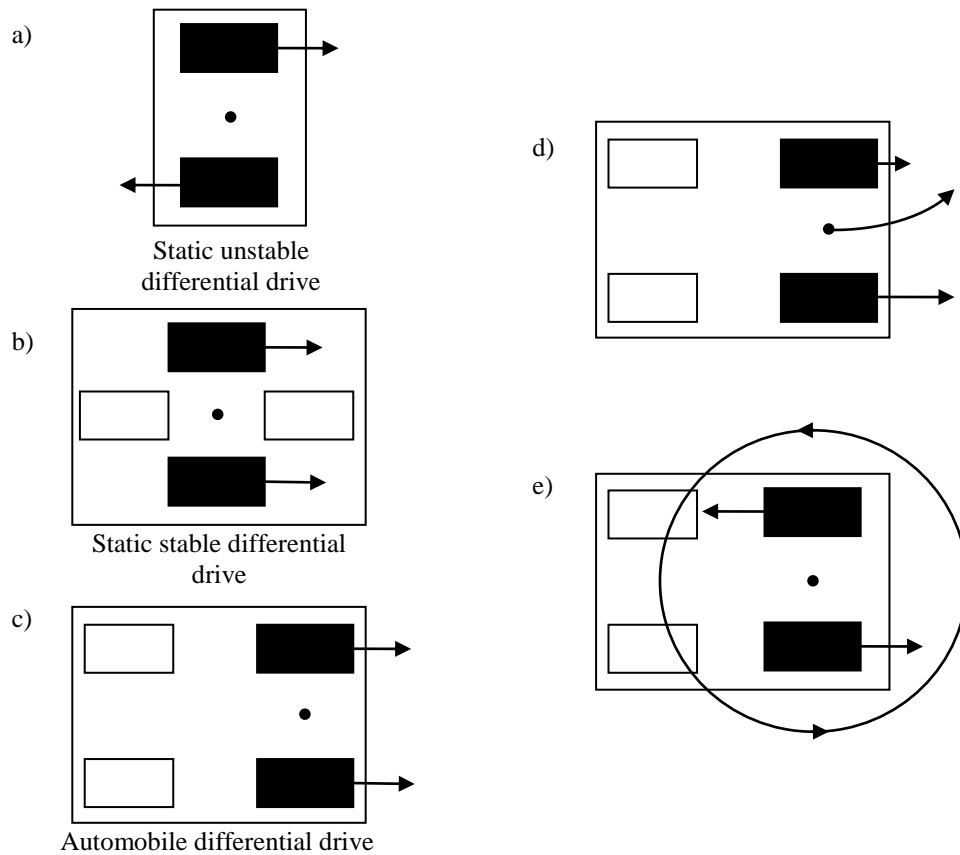 a)
Static unstable
differential drive
b)
Static stable differential
drive
c)
Automobile differential drive
d)
e)